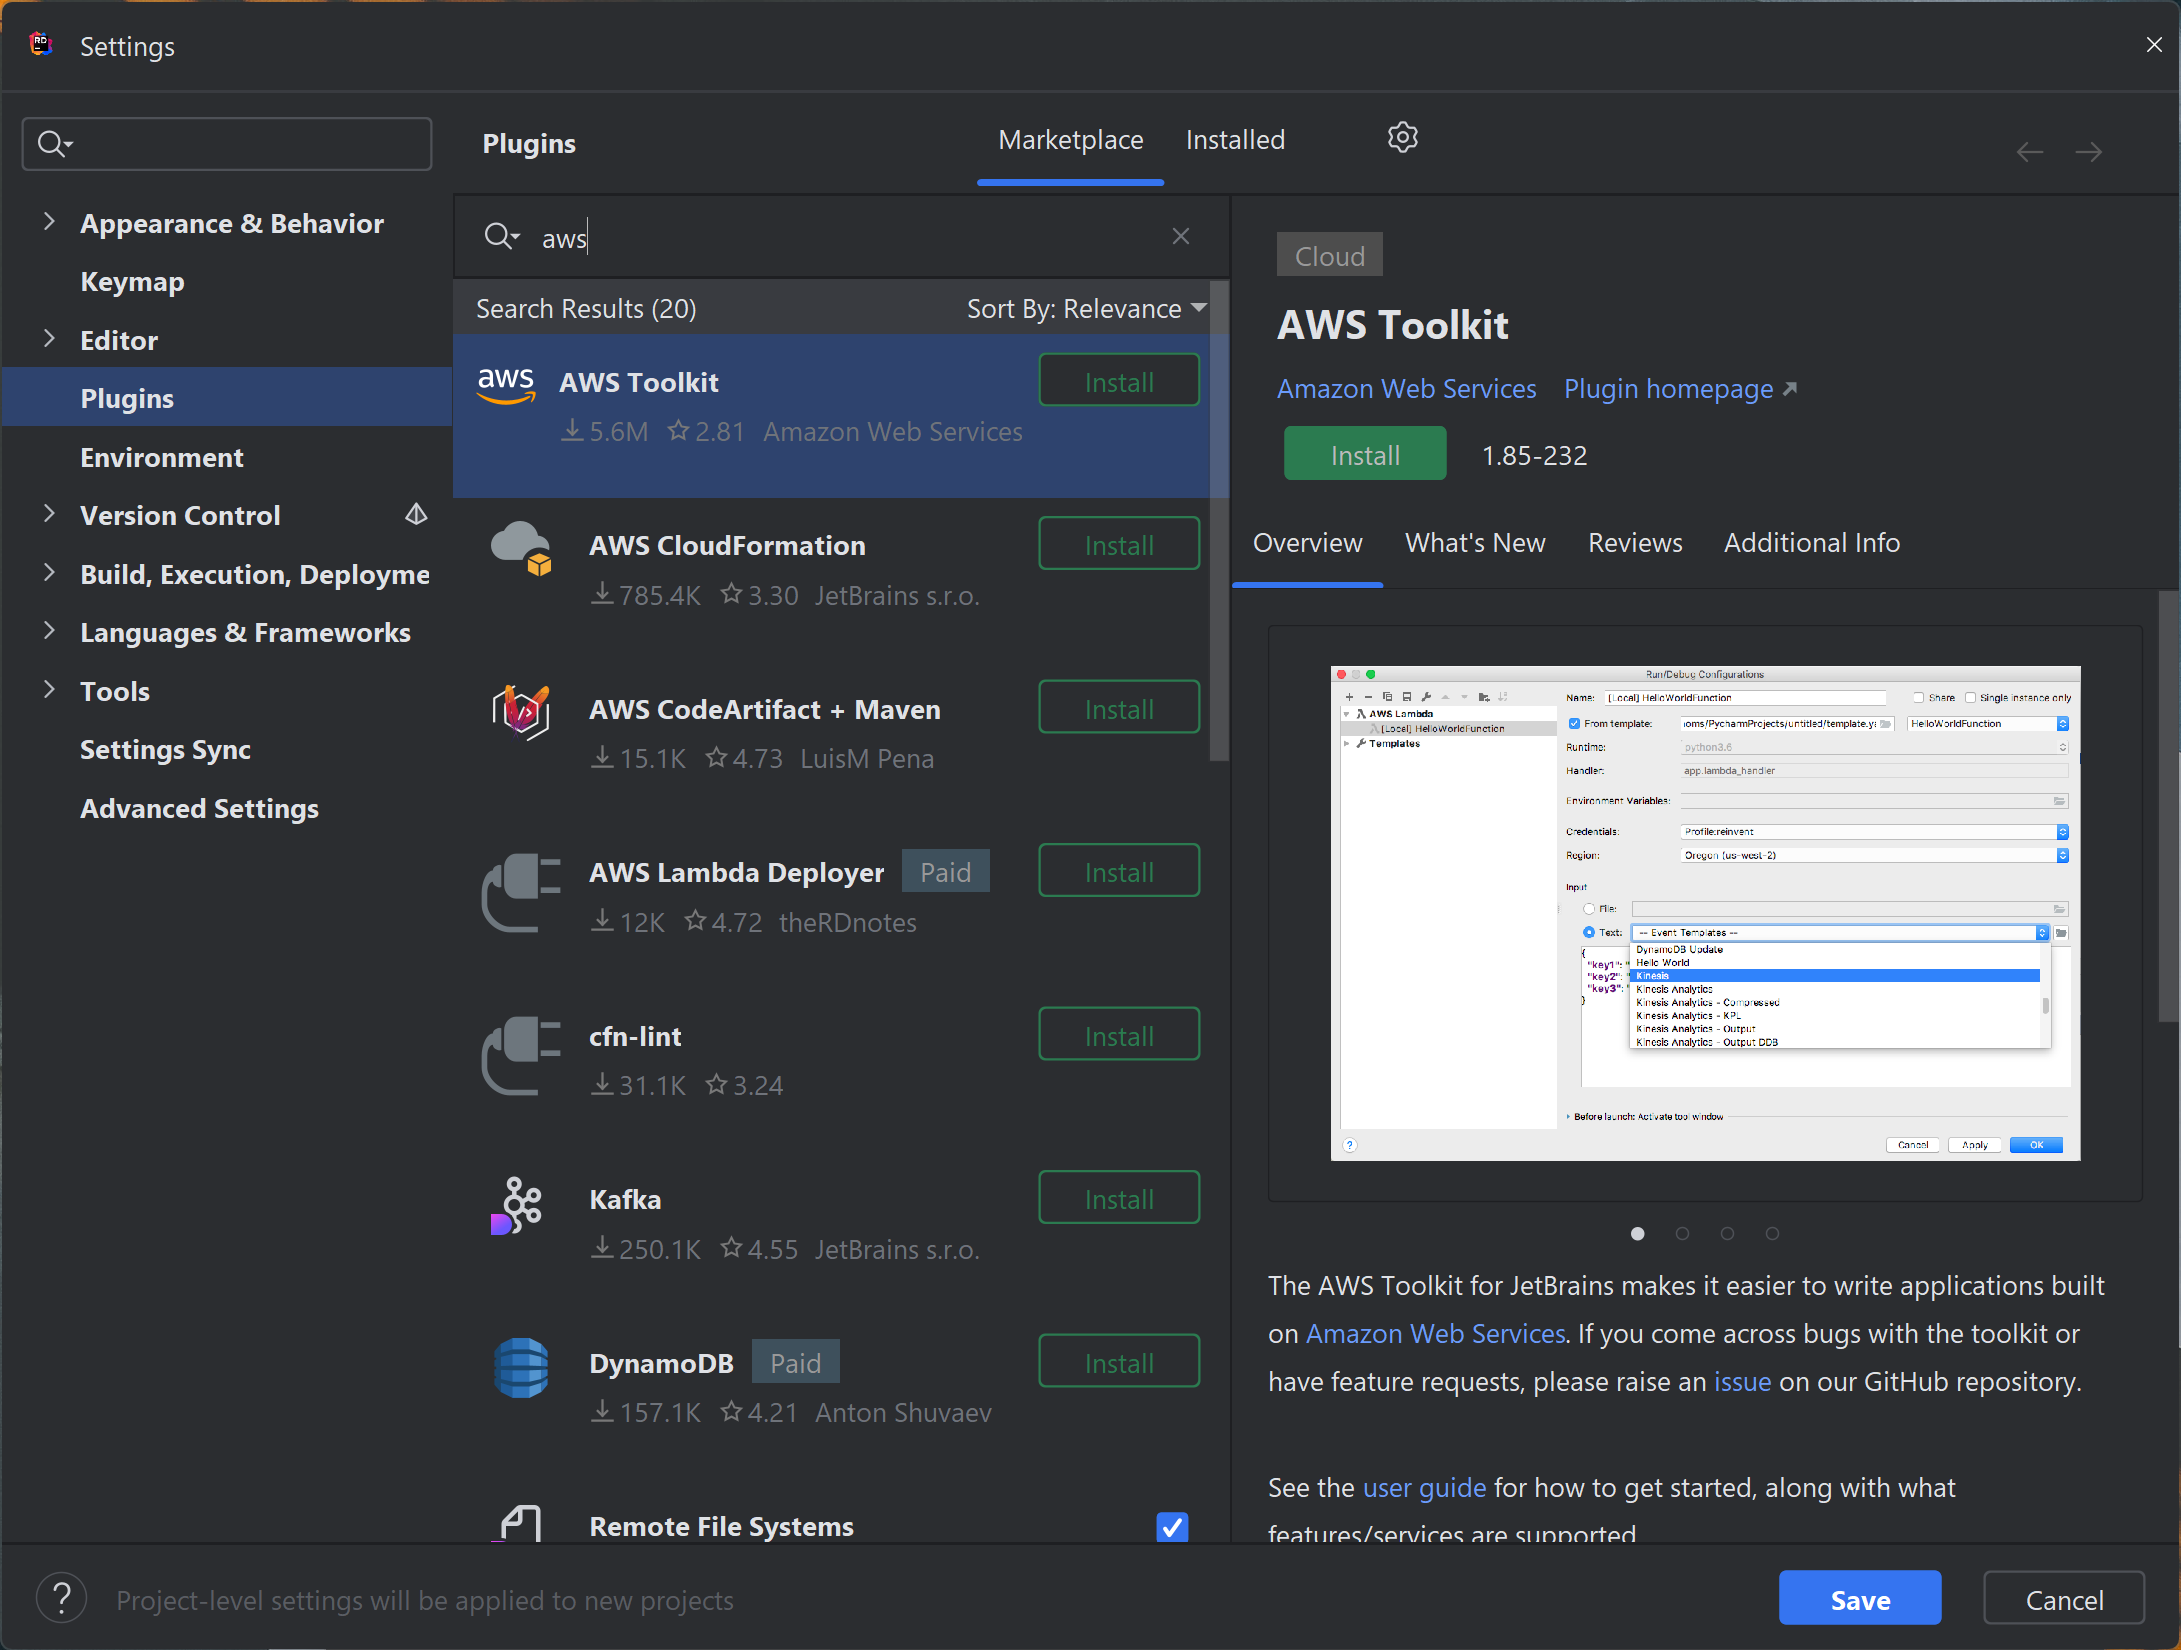 Settings
Plugins
Marketplace
Installed
Appearance & Behavior
Keymap
Editor
Plugins
Environment
Version Control
Build, Execution, Deployme
Languages & Frameworks
Tools
Settings Sync
Advanced Settings
aws
Search Results (20)
Sort By: Relevance
aws
AWS Toolkit
Install
5.6M 2.81 Amazon Web Services
AWS CloudFormation
Install
785.4K 3.30 JetBrains s.r.o.
AWS CodeArtifact + Maven
Install
15.1K 4.73 LuisM Pena
AWS Lambda Deployer Paid
Install
12K 4.72 theRDnotes
cfn-lint
Install
31.1K 3.24
Kafka
Install
250.1K 4.55 JetBrains s.r.o.
DynamoDB Paid
Install
157.1K 4.21 Anton Shuvaev
Remote File Systems
Cloud
AWS Toolkit
Amazon Web Services Plugin homepage
Install 1.85-232
Overview
What's New
Reviews
Additional Info
Run/Debug Configurations
AWS Lambda
[Local] HelloWorldFunction
Templates
Name: [Local] HelloWorldFunction
Share
Single instance only
From template: ioms/PycharmProjects/untitled/template.ya HelloWorldFunction
Runtime: python3.6
Handler: app.lambda_handler
Environment Variables:
Credentials: Profile:reinvent
Region: Oregon (us-west-2)
Input
File:
Text: -- Event Templates --
{
"key1": "
"key2": "
"key3": "
}
DynamoDB Update
Hello World
Kinesis
Kinesis Analytics
Kinesis Analytics - Compressed
Kinesis Analytics - KPL
Kinesis Analytics - Output
Kinesis Analytics - Output DDB
Before launch: Activate tool window
?
Cancel
Apply
OK
The AWS Toolkit for JetBrains makes it easier to write applications built
on Amazon Web Services. If you come across bugs with the toolkit or
have feature requests, please raise an issue on our GitHub repository.
See the user guide for how to get started, along with what
features/services are supported
?
Project-level settings will be applied to new projects
Save
Cancel